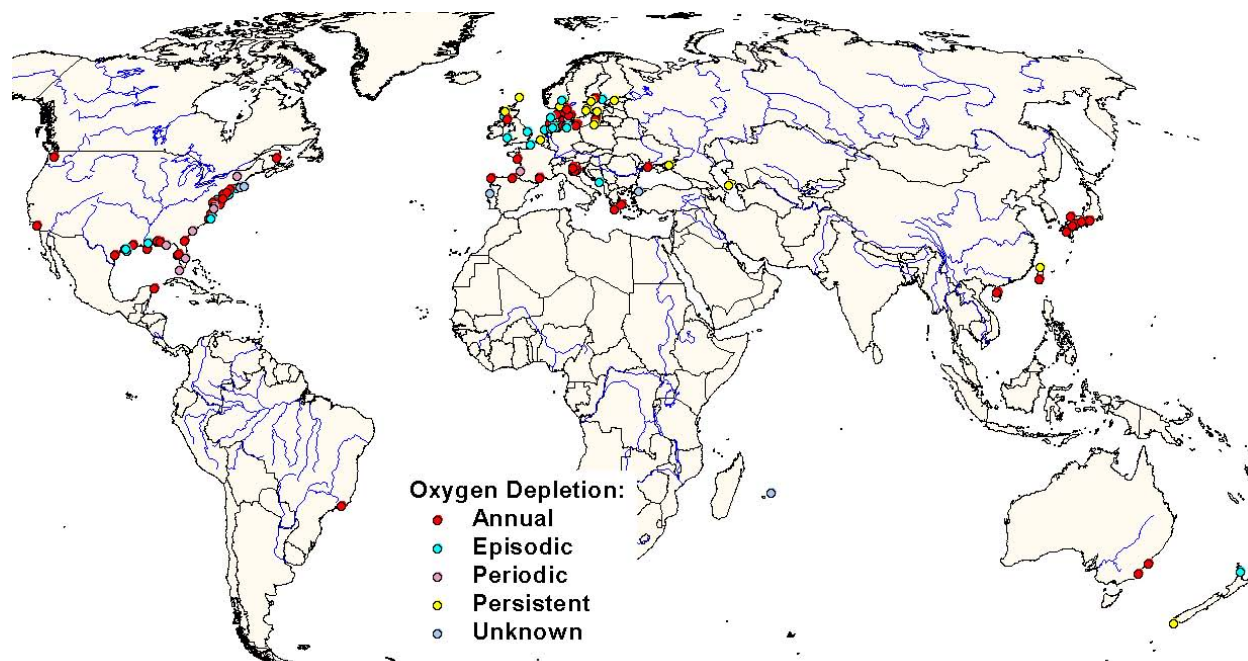 Oxygen Depletion:
Annual
Episodic
Periodic
Persistent
Unknown